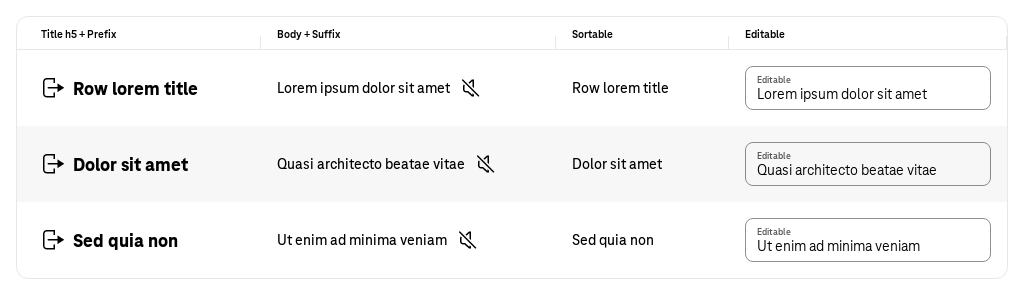 Title h5 + Prefix Body + Suffix Sortable Editable
Row lorem title Lorem ipsum dolor sit amet Row lorem title Editable
Lorem ipsum dolor sit amet
Dolor sit amet Quasi architecto beatae vitae Dolor sit amet Editable
Quasi architecto beatae vitae
Sed quia non Ut enim ad minima veniam Sed quia non Editable
Ut enim ad minima veniam